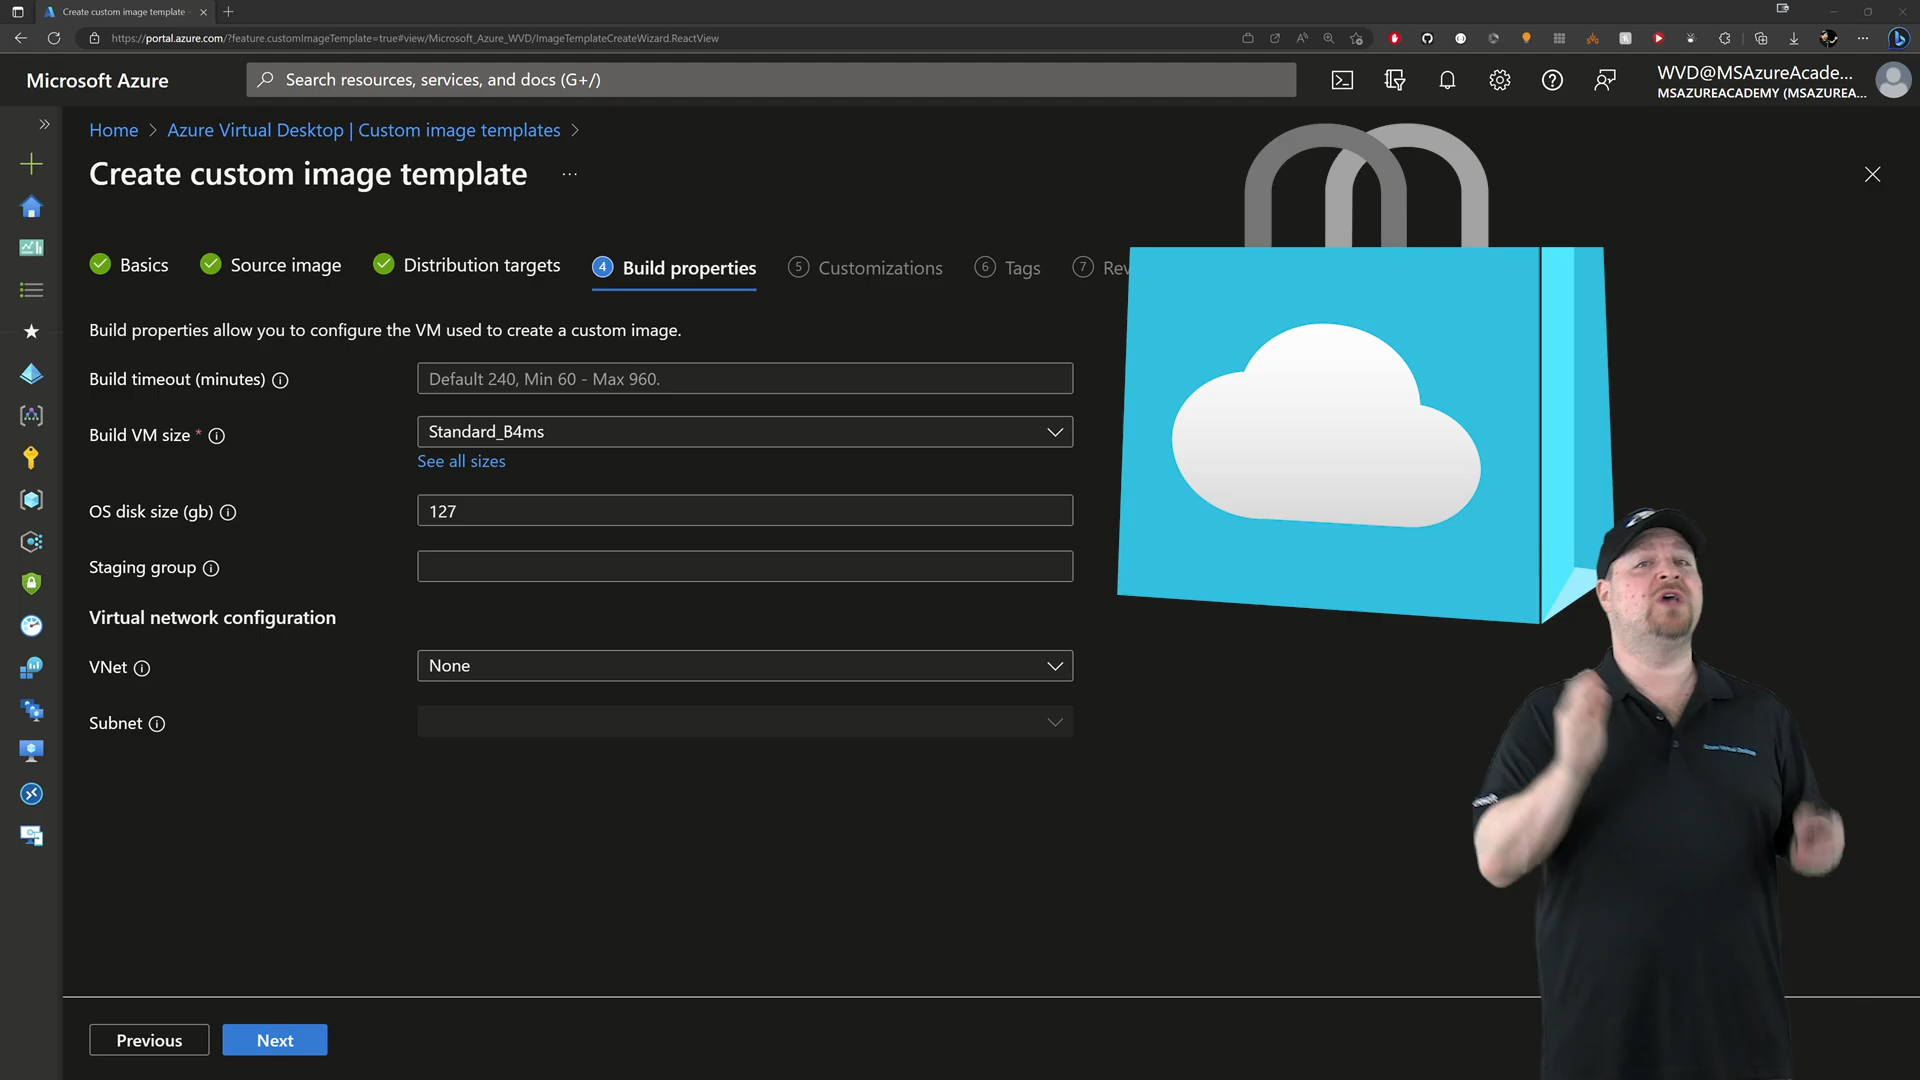 Create custom image template
https://portal.azure.com/?feature.customImageTemplate=true#view/Microsoft_Azure_WVD/ImageTemplateCreateWizard.ReactView
Microsoft Azure
Search resources, services, and docs (G+/)
WVD@MSAzureAcade...
MSAZUREACADEMY (MSAZUREA...
Home > Azure Virtual Desktop | Custom image templates >
Create custom image template ...
Basics
Source image
Distribution targets
4 Build properties
5 Customizations
6 Tags
7 Rev
Build properties allow you to configure the VM used to create a custom image.
Build timeout (minutes)
Default 240, Min 60 - Max 960.
Build VM size *
Standard_B4ms
See all sizes
OS disk size (gb)
127
Staging group
Virtual network configuration
VNet
None
Subnet
Previous
Next